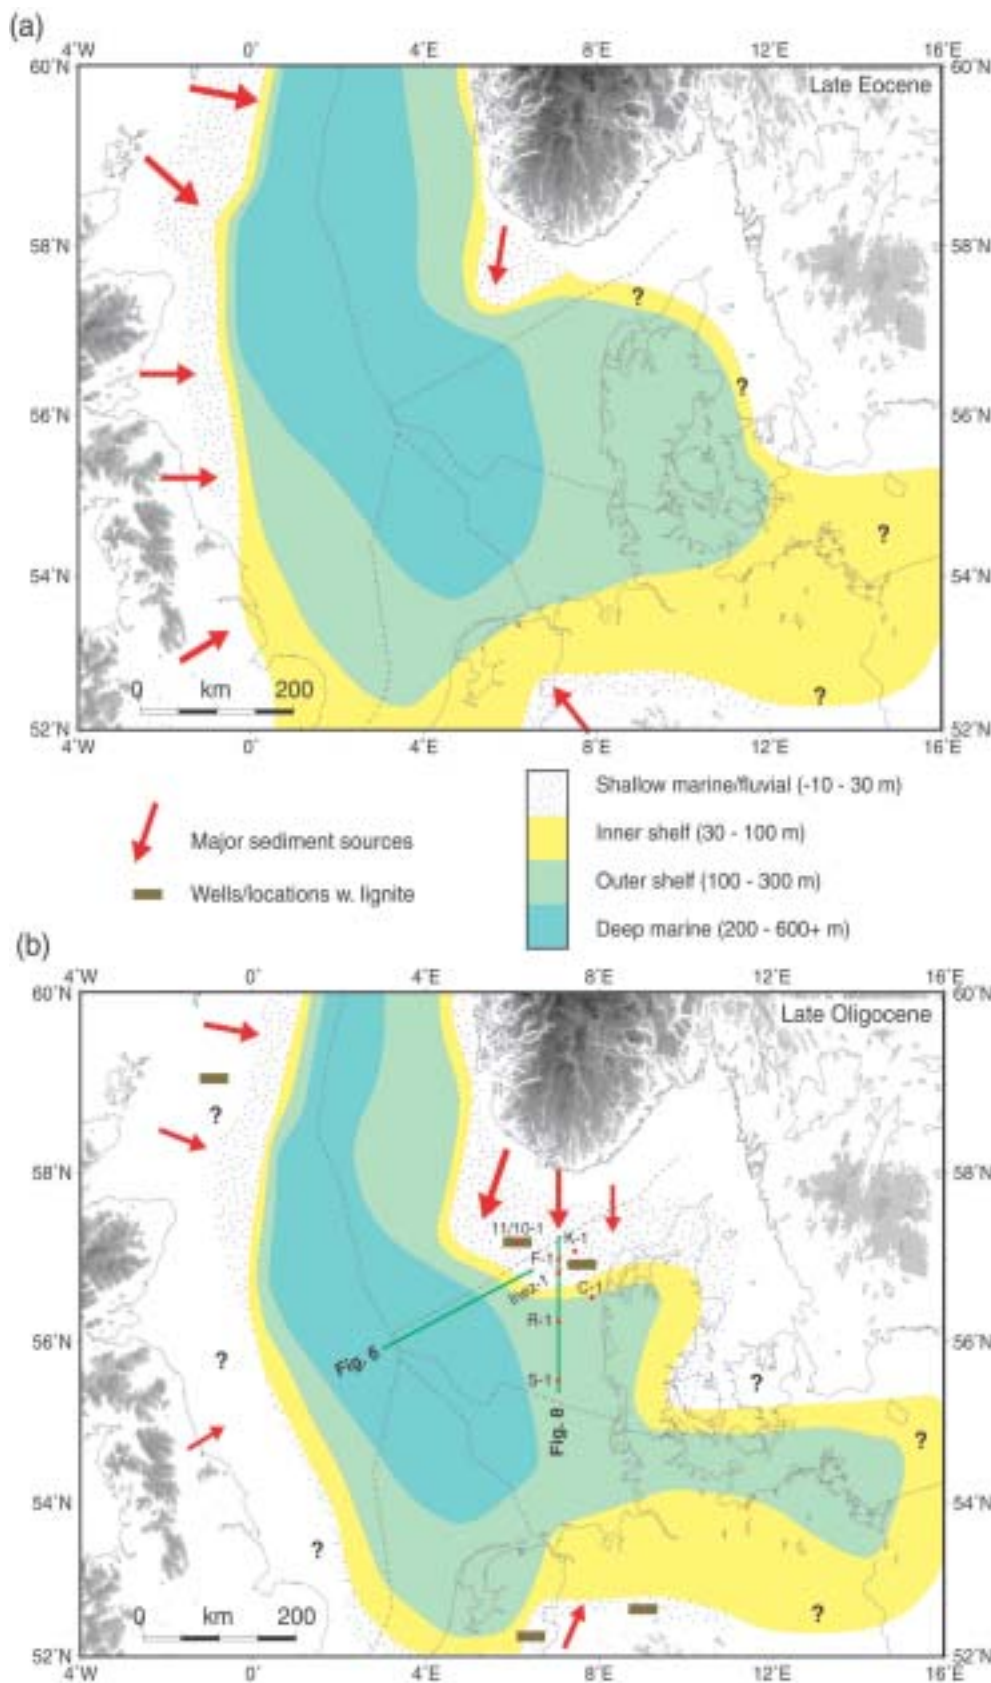 (a)
4˚W 0˚ 4˚E 8˚E 12˚E 16˚E
60˚N 60˚N
Late Eocene
58˚N 58˚N
?
?
56˚N 56˚N
?
54˚N 54˚N
0 km 200
?
52˚N 52˚N
4˚W 0˚ 4˚E 8˚E 12˚E 16˚E
Major sediment sources
Wells/locations w. lignite
Shallow marine/fluvial (-10 - 30 m)
Inner shelf (30 - 100 m)
Outer shelf (100 - 300 m)
Deep marine (200 - 600+ m)
(b)
4˚W 0˚ 4˚E 8˚E 12˚E 16˚E
60˚N 60˚N
Late Oligocene
?
58˚N 58˚N
11/10-1
K-1
F-1
C-1
R-1
56˚N 56˚N
Fig. 6
?
S-1
?
Fig. 8
?
54˚N 54˚N
?
0 km 200
?
52˚N 52˚N
4˚W 0˚ 4˚E 8˚E 12˚E 16˚E